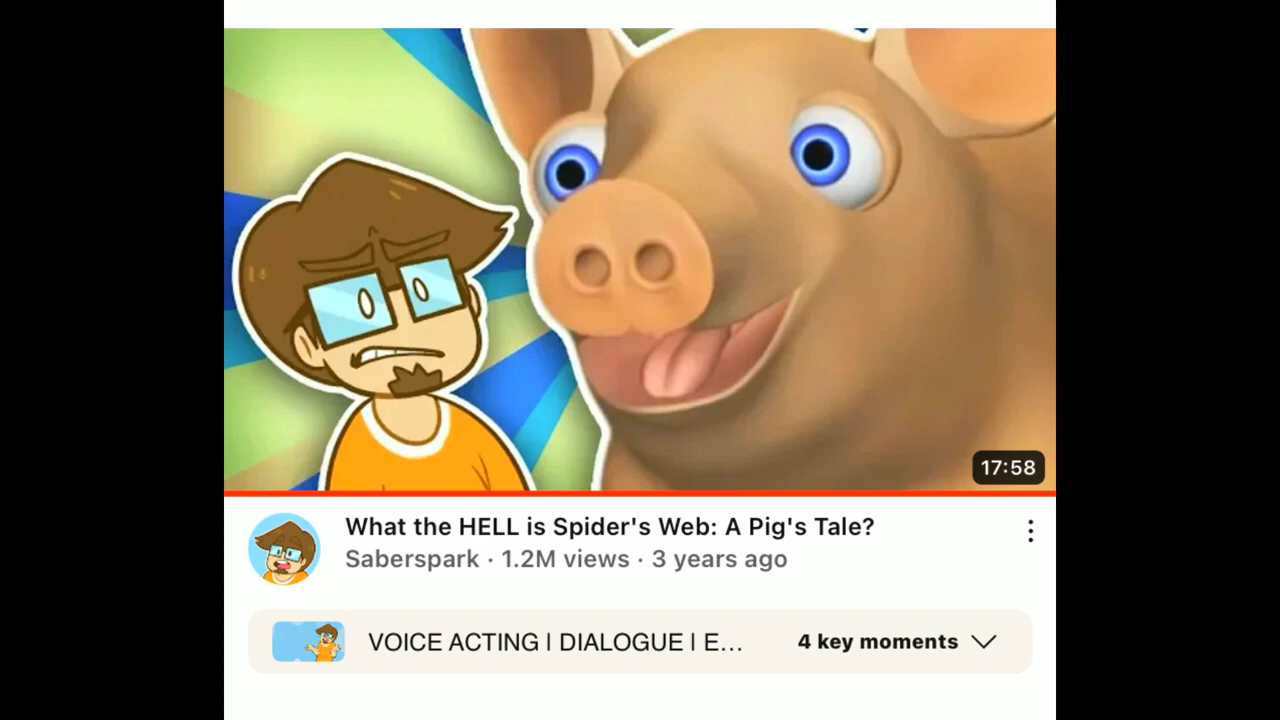 17:58
What the HELL is Spider's Web: A Pig's Tale?
Saberspark · 1.2M views · 3 years ago
VOICE ACTING | DIALOGUE | E... 4 key moments